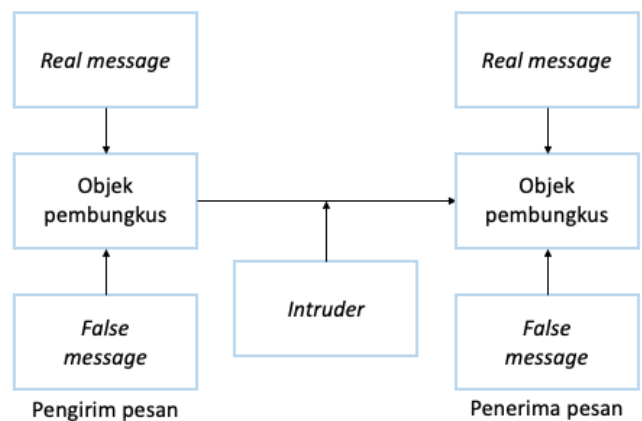 Real message
Real message
Objek
pembungkus
Objek
pembungkus
Intruder
False
message
False
message
Pengirim pesan
Penerima pesan